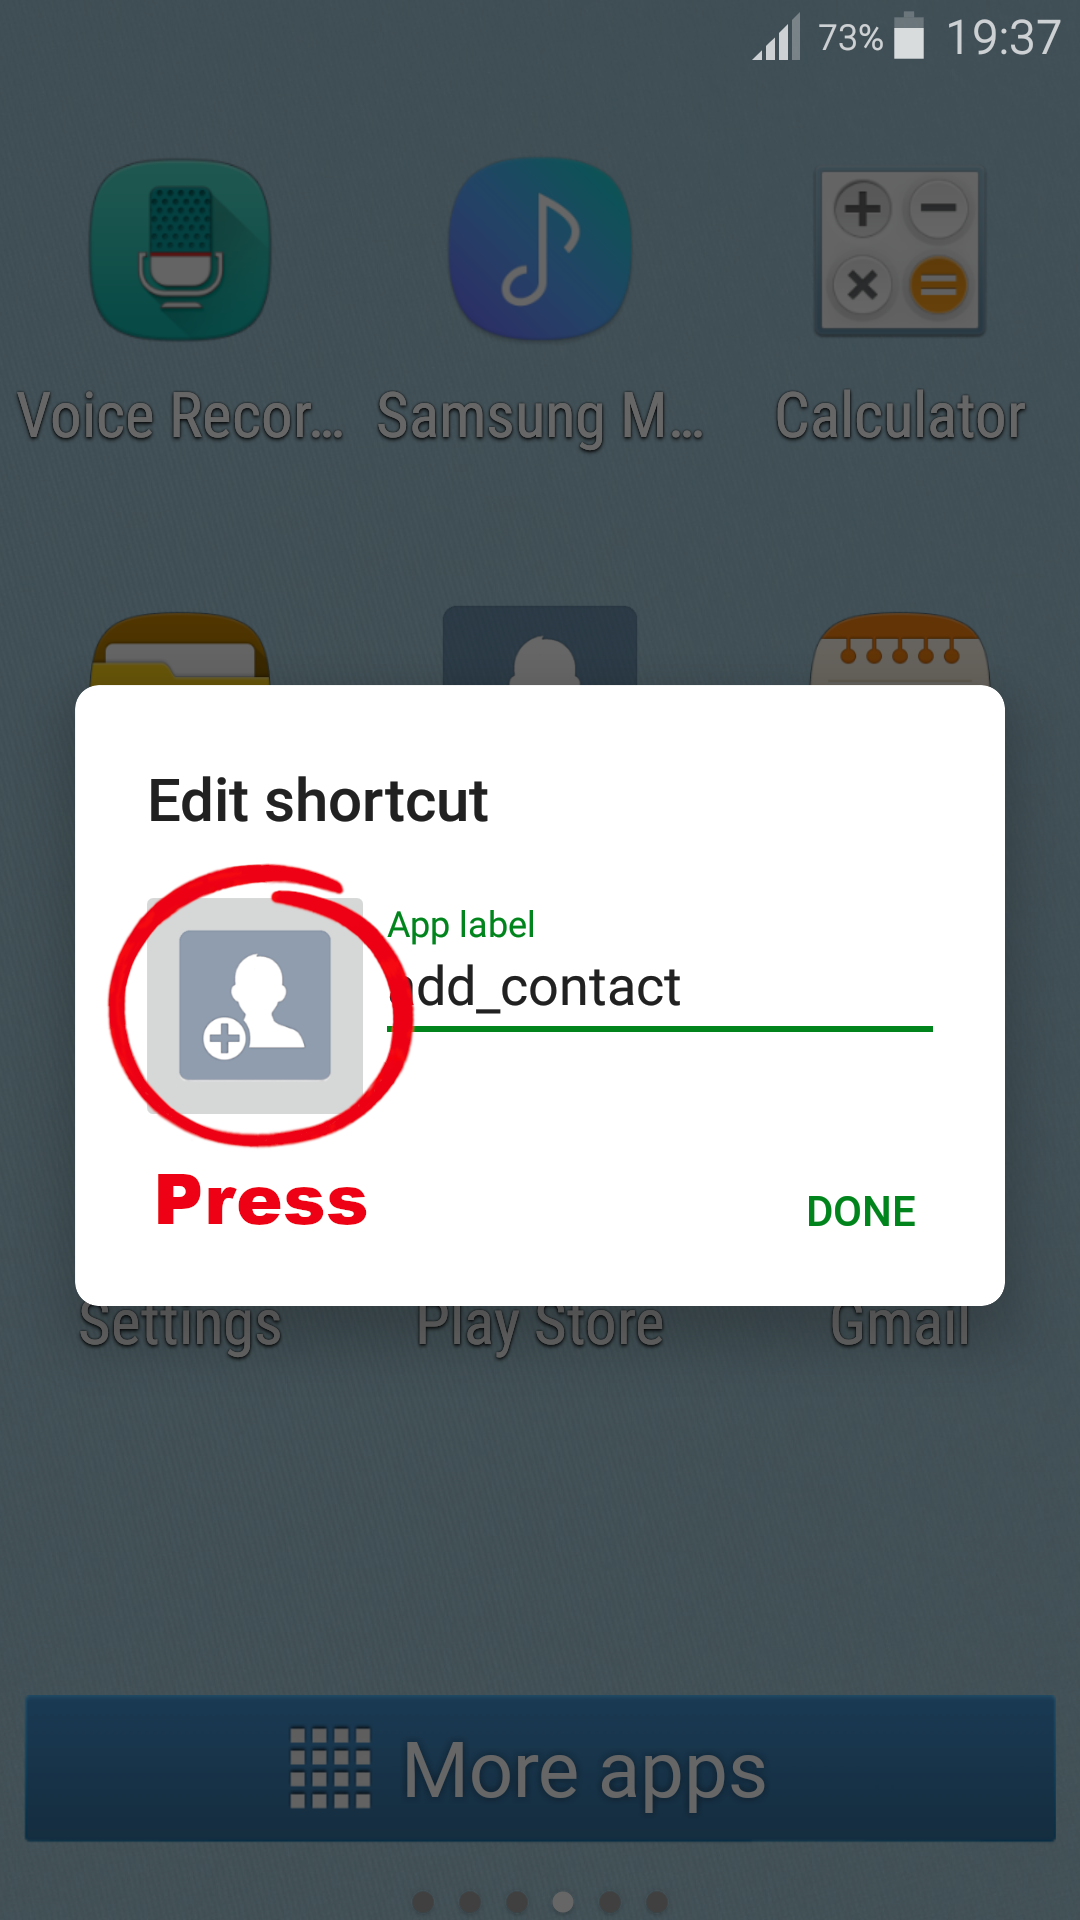 73% 19:37
Voice Recor... Samsung M... Calculator
Edit shortcut
App label
add_contact
Press
DONE
Settings Play Store Gmail
More apps